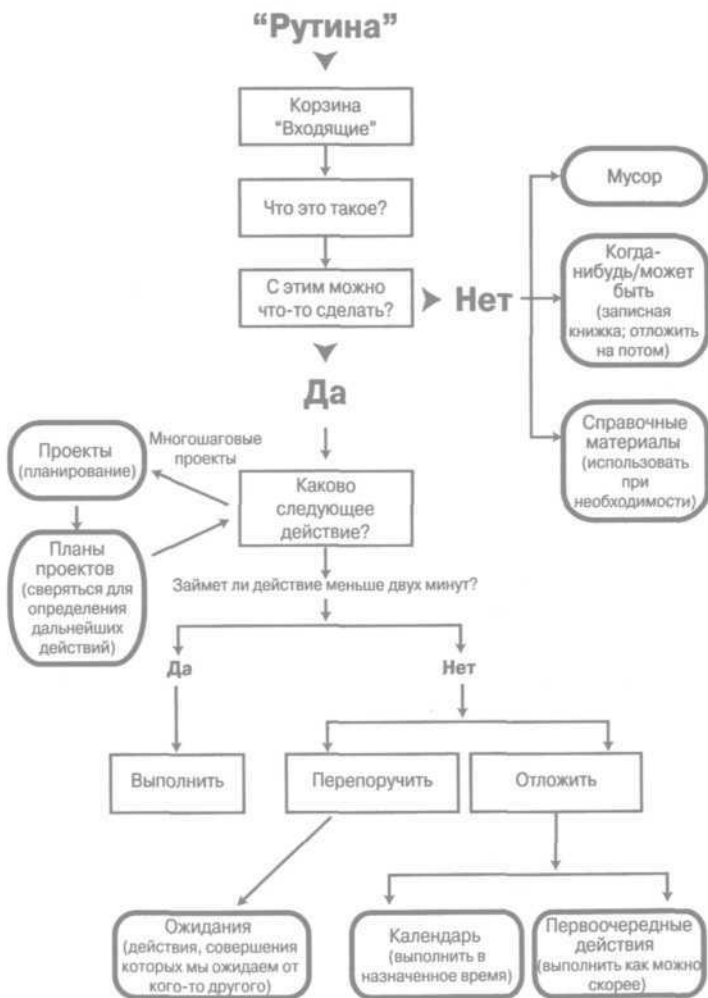 “Рутина”
Корзина
“Входящие”
Что это такое?
С этим можно
что-то сделать?
Нет
Мусор
Когда-
нибудь/может
быть
(записная
книжка; отложить
на потом)
Справочные
материалы
(использовать
при
необходимости)
Да
Многошаговые
проекты
Проекты
(планирование)
Планы
проектов
(сверяться для
определения
дальнейших
действий)
Каково
следующее
действие?
Займет ли действие меньше двух минут?
Да
Нет
Выполнить
Перепоручить
Отложить
Ожидания
(действия, совершения
которых мы ожидаем от
кого-то другого)
Календарь
(выполнить в
назначенное время)
Первоочередные
действия
(выполнить как можно
скорее)